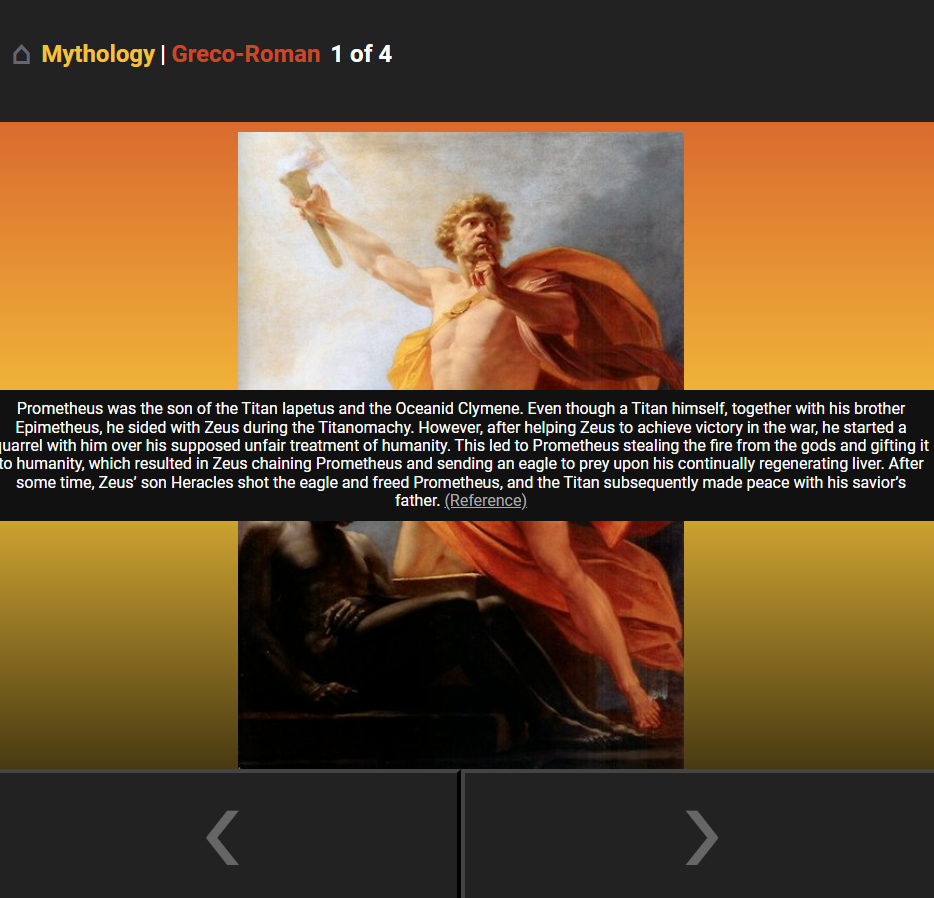 Mythology | Greco-Roman 1 of 4
Prometheus was the son of the Titan Iapetus and the Oceanid Clymene. Even though a Titan himself, together with his brother
Epimetheus, he sided with Zeus during the Titanomachy. However, after helping Zeus to achieve victory in the war, he started a
quarrel with him over his supposed unfair treatment of humanity. This led to Prometheus stealing the fire from the gods and gifting it
to humanity, which resulted in Zeus chaining Prometheus and sending an eagle to prey upon his continually regenerating liver. After
some time, Zeus’ son Heracles shot the eagle and freed Prometheus, and the Titan subsequently made peace with his savior’s
father. (Reference)